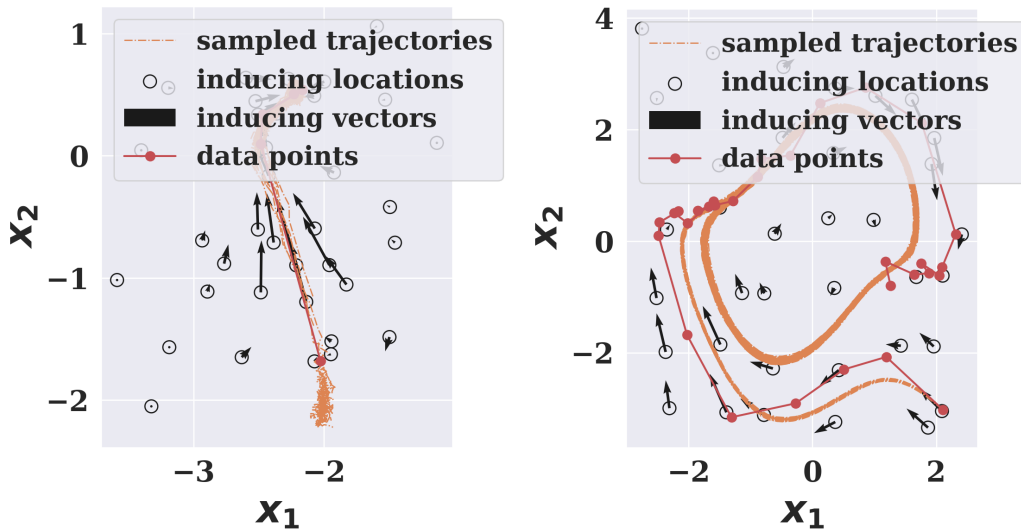 1
0
−1
−2
x2
sampled trajectories
inducing locations
inducing vectors
data points
−3
−2
x1
4
2
0
−2
x2
sampled trajectories
inducing locations
inducing vectors
data points
−2
0
2
x1